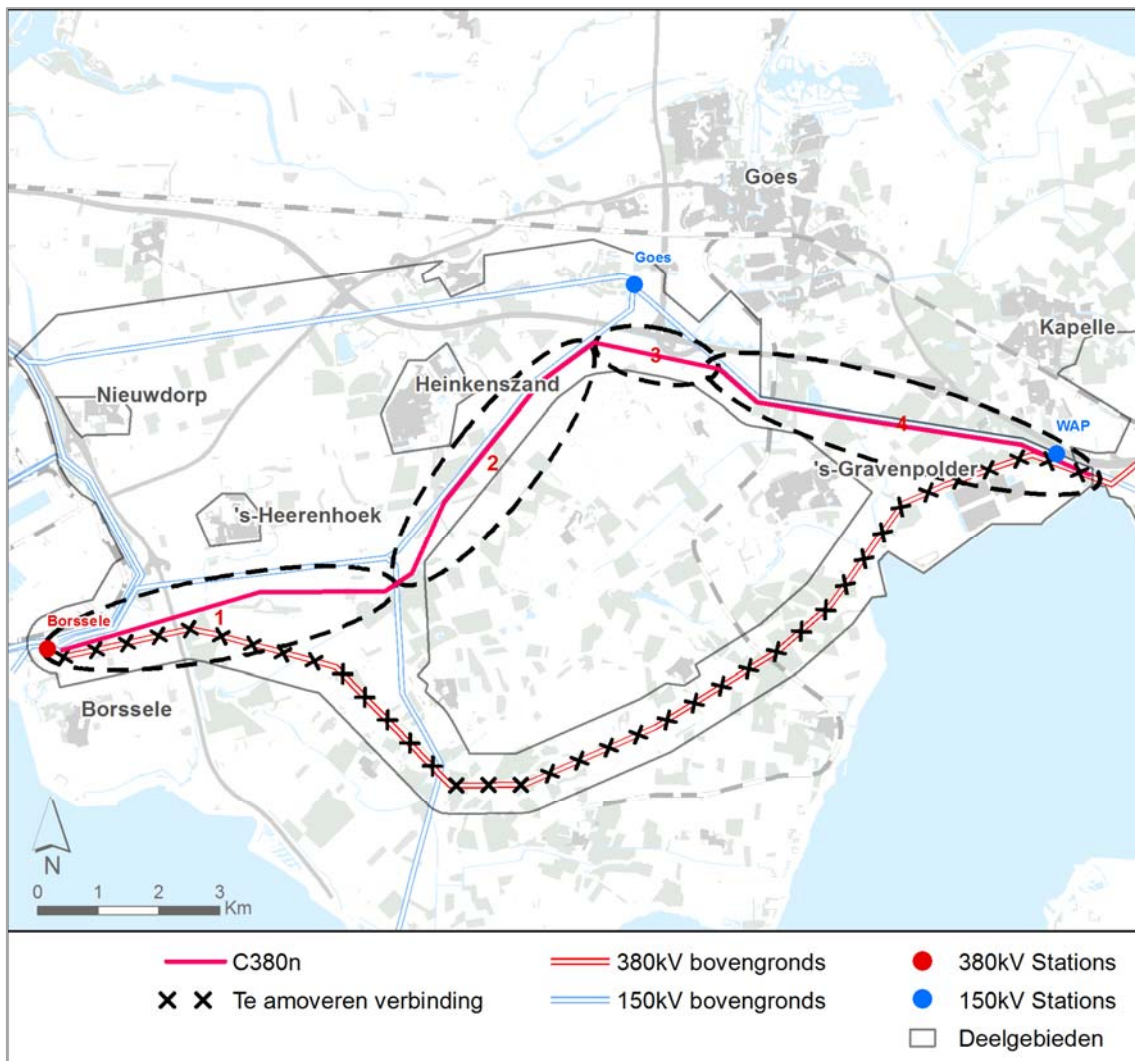 Goes
Goes
Kapelle
3
Nieuwdorp
Heinkenszand
4
WAP
2
's-Gravenpolder
's-Heerenhoek
1
Borssele
Borssele
N
0 1 2 3
Km
C380n
380kV bovengronds
380kV Stations
Te amoveren verbinding
150kV bovengronds
150kV Stations
Deelgebieden